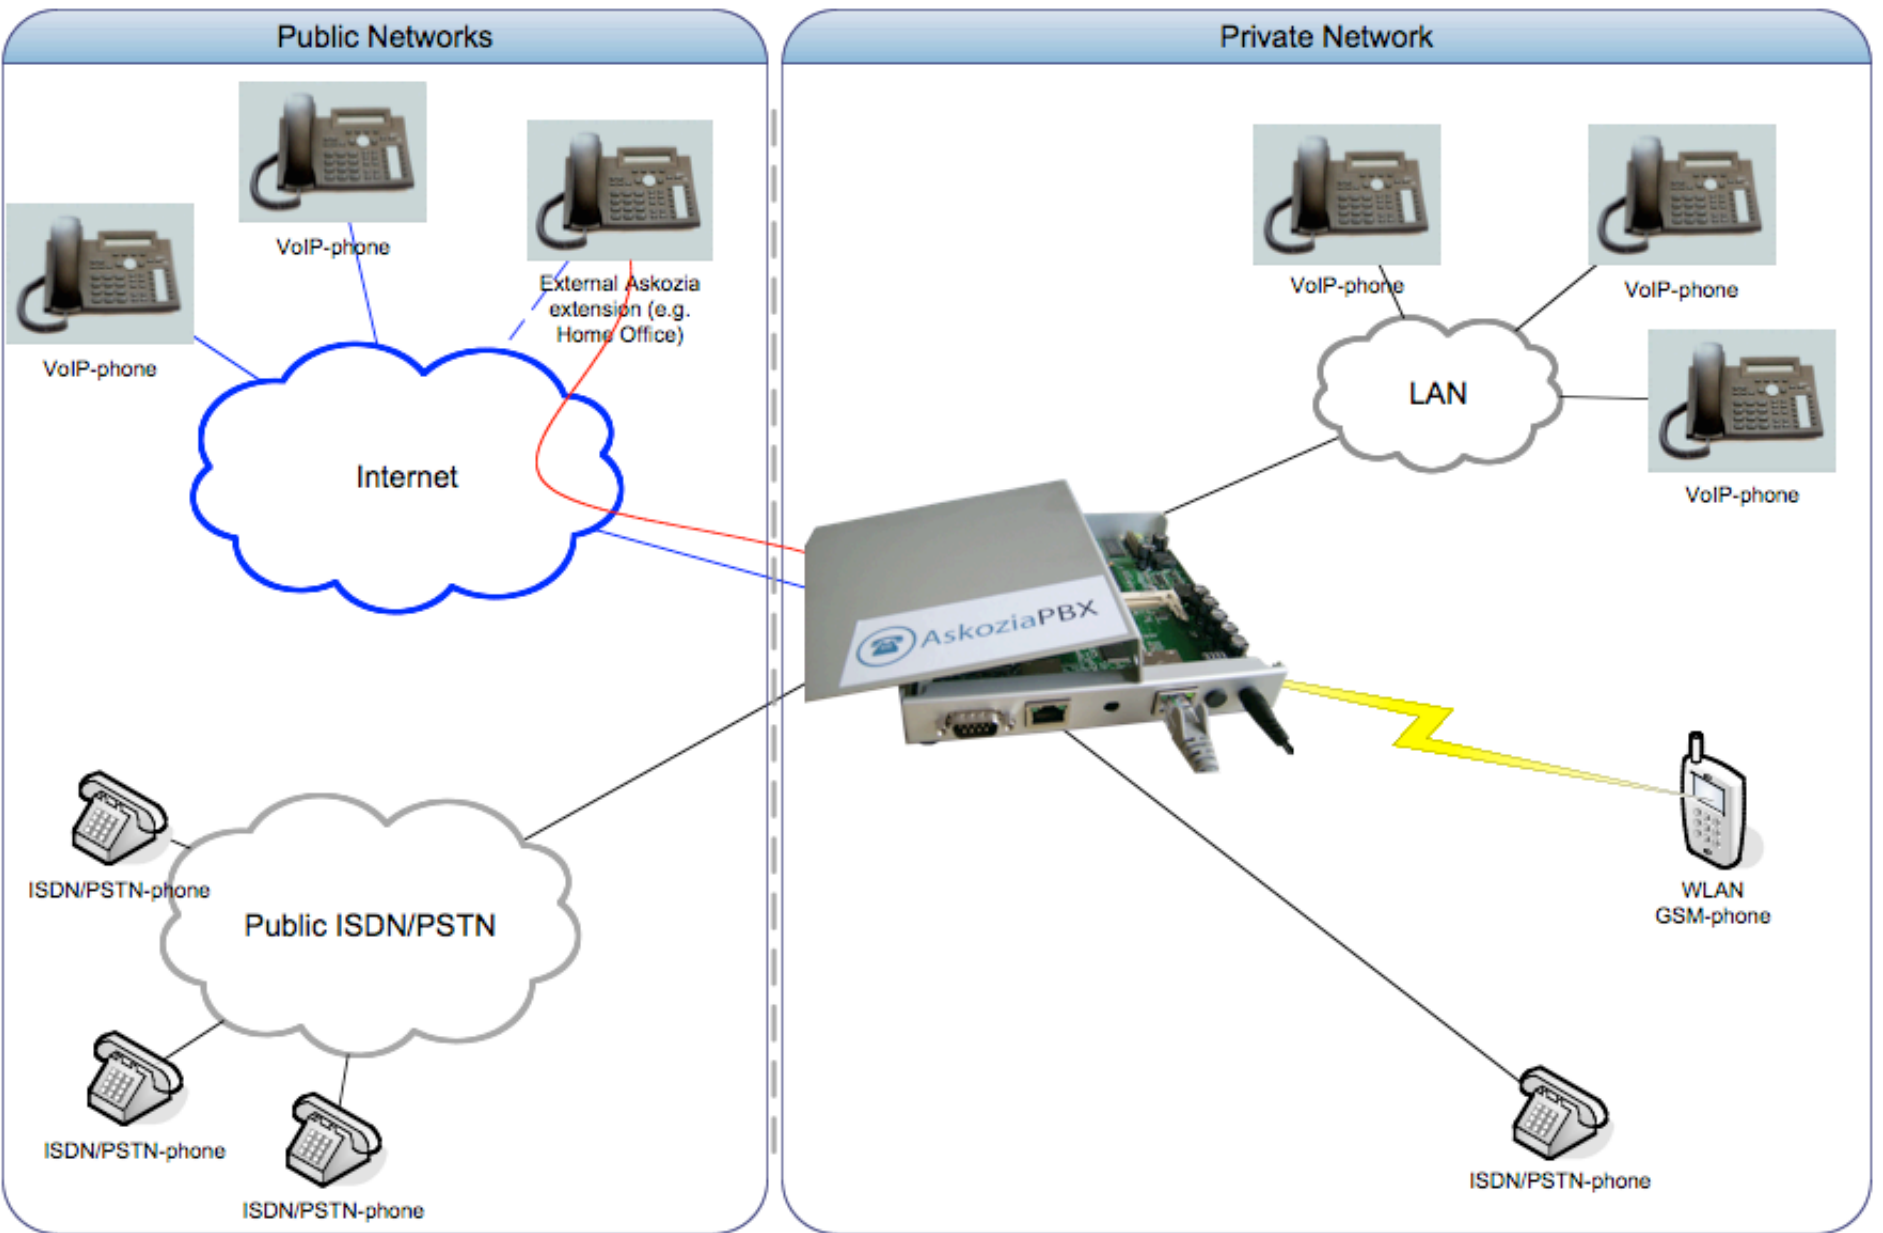 Public Networks
Private Network
VoIP-phone
External Askozia
extension (e.g.
Home Office)
VoIP-phone
Internet
VoIP-phone
VoIP-phone
LAN
VoIP-phone
AskoziaPBX
ISDN/PSTN-phone
Public ISDN/PSTN
ISDN/PSTN-phone
ISDN/PSTN-phone
WLAN
GSM-phone
ISDN/PSTN-phone